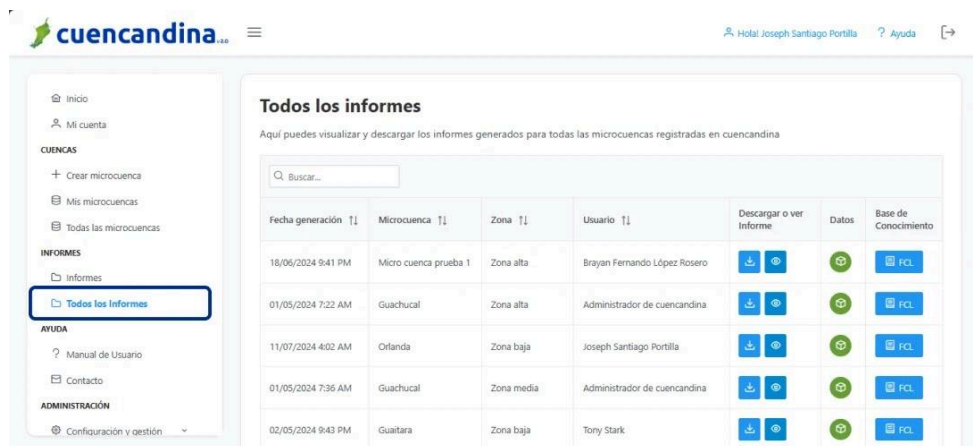 cuencandina v2.0
Hola! Joseph Santiago Portilla
? Ayuda
Inicio
Mi cuenta
CUENCAS
+ Crear microcuenca
Mis microcuencas
Todas las microcuencas
INFORMES
Informes
Todos los Informes
AYUDA
? Manual de Usuario
Contacto
ADMINISTRACIÓN
Configuración y gestión
Todos los informes
Aquí puedes visualizar y descargar los informes generados para todas las microcuencas registradas en cuencandina
Buscar...
Fecha generación Microcuenca Zona Usuario Descargar o ver Informe Datos Base de Conocimiento
18/06/2024 9:41 PM Micro cuenca prueba 1 Zona alta Brayan Fernando López Rosero FCL
01/05/2024 7:22 AM Guachucal Zona alta Administrador de cuencandina FCL
11/07/2024 4:02 AM Orlanda Zona baja Joseph Santiago Portilla FCL
01/05/2024 7:36 AM Guachucal Zona media Administrador de cuencandina FCL
02/05/2024 9:43 PM Guaitara Zona baja Tony Stark FCL